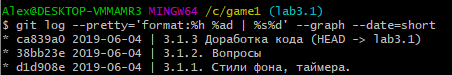 Alex@DESKTOP-VMMAMR3 MINGW64 /c/game1 (lab3.1)
$ git log --pretty='format:%h %ad | %s%d' --graph --date=short
* ca839a0 2019-06-04 | 3.1.3 Доработка кода (HEAD -> lab3.1)
* 38bb23e 2019-06-04 | 3.1.2. Вопросы
* d1d908e 2019-06-04 | 3.1.1. Стили фона, таймера.